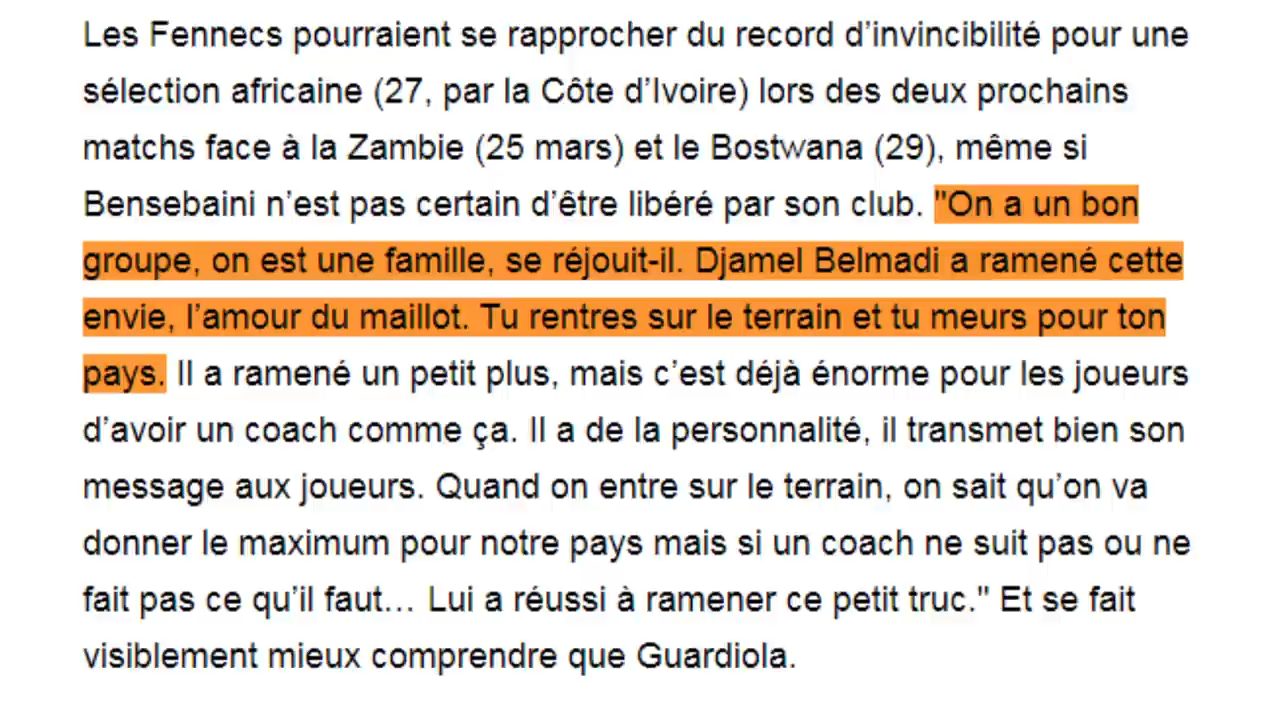 Les Fennecs pourraient se rapprocher du record d’invincibilité pour une
sélection africaine (27, par la Côte d’Ivoire) lors des deux prochains
matchs face à la Zambie (25 mars) et le Bostwana (29), même si
Bensebaini n’est pas certain d’être libéré par son club. "On a un bon
groupe, on est une famille, se réjouit-il. Djamel Belmadi a ramené cette
envie, l’amour du maillot. Tu rentres sur le terrain et tu meurs pour ton
pays. Il a ramené un petit plus, mais c’est déjà énorme pour les joueurs
d’avoir un coach comme ça. Il a de la personnalité, il transmet bien son
message aux joueurs. Quand on entre sur le terrain, on sait qu’on va
donner le maximum pour notre pays mais si un coach ne suit pas ou ne
fait pas ce qu’il faut… Lui a réussi à ramener ce petit truc." Et se fait
visiblement mieux comprendre que Guardiola.